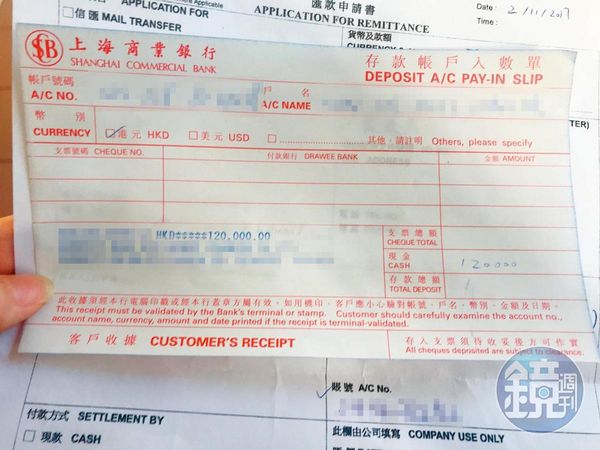 匯款申請書
APPLICATION FOR
信匯 MAIL TRANSFER
APPLICATION FOR REMITTANCE
Date :
2/11/2017
Time :
貨幣及款額
SCB
上海商業銀行
SHANGHAI COMMERCIAL BANK
存款帳戶入數單
DEPOSIT A/C PAY-IN SLIP
帳戶號碼
A/C NO.
戶名
A/C NAME
幣別
CURRENCY
港元 HKD
美元 USD
其他,請註明 Others, please specify
支票號碼 CHEQUE NO.
付款銀行 DRAWEE BANK
金額 AMOUNT
HKD*****120,000.00
支票總額
CHEQUE TOTAL
現金
CASH
120000
存款總額
TOTAL DEPOSIT
此收據須經本行電腦印戳或經本行蓋章方屬有效。如用機印,客戶應小心驗對帳號、戶名、幣別、金額及日期。
This receipt must be validated by the Bank's terminal or stamp. Customer should carefully examine the account no.,
account name, currency, amount and date printed if the receipt is terminal-validated.
客戶收據 CUSTOMER'S RECEIPT
存入支票須待收妥後方可作實
All cheques deposited are subject to clearance.
賬號 A/C No.
付款方式 SETTLEMENT BY
現款 CASH
此欄由公司填寫 COMPANY USE ONLY
鏡週刊